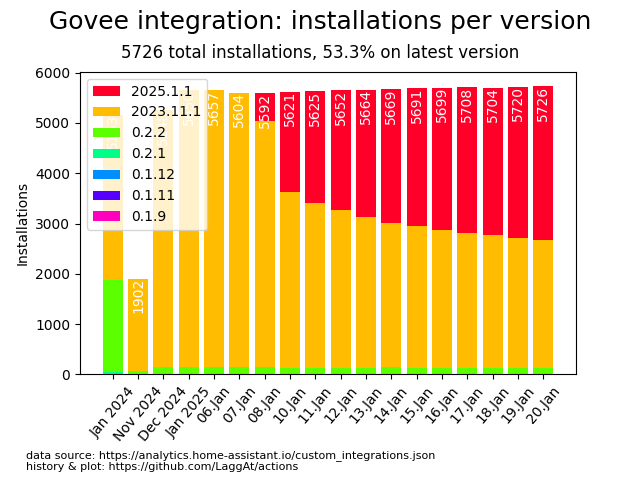 Govee integration: installations per version
5726 total installations, 53.3% on latest version
Installations
6000
5000
4000
3000
2000
1000
0
2025.1.1
2023.11.1
0.2.2
0.2.1
0.1.12
0.1.11
0.1.9
1902
5657
5604
5592
5621
5625
5652
5664
5669
5691
5699
5708
5704
5720
5726
Jan 2024
Nov 2024
Dec 2024
Jan 2025
06.Jan
07.Jan
08.Jan
10.Jan
11.Jan
12.Jan
13.Jan
14.Jan
15.Jan
16.Jan
17.Jan
18.Jan
19.Jan
20.Jan
data source: https://analytics.home-assistant.io/custom_integrations.json
history & plot: https://github.com/LaggAt/actions